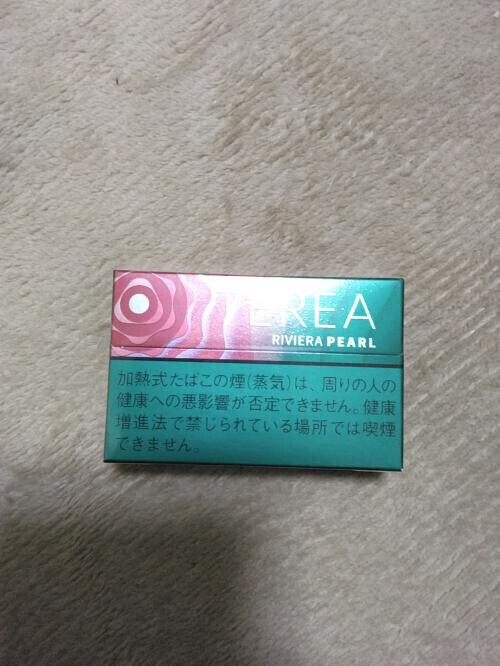 TEREA
RIVIERA PEARL
加熱式たばこの煙(蒸気)は、周りの人の
健康への悪影響が否定できません。健康
増進法で禁じられている場所では喫煙
できません。